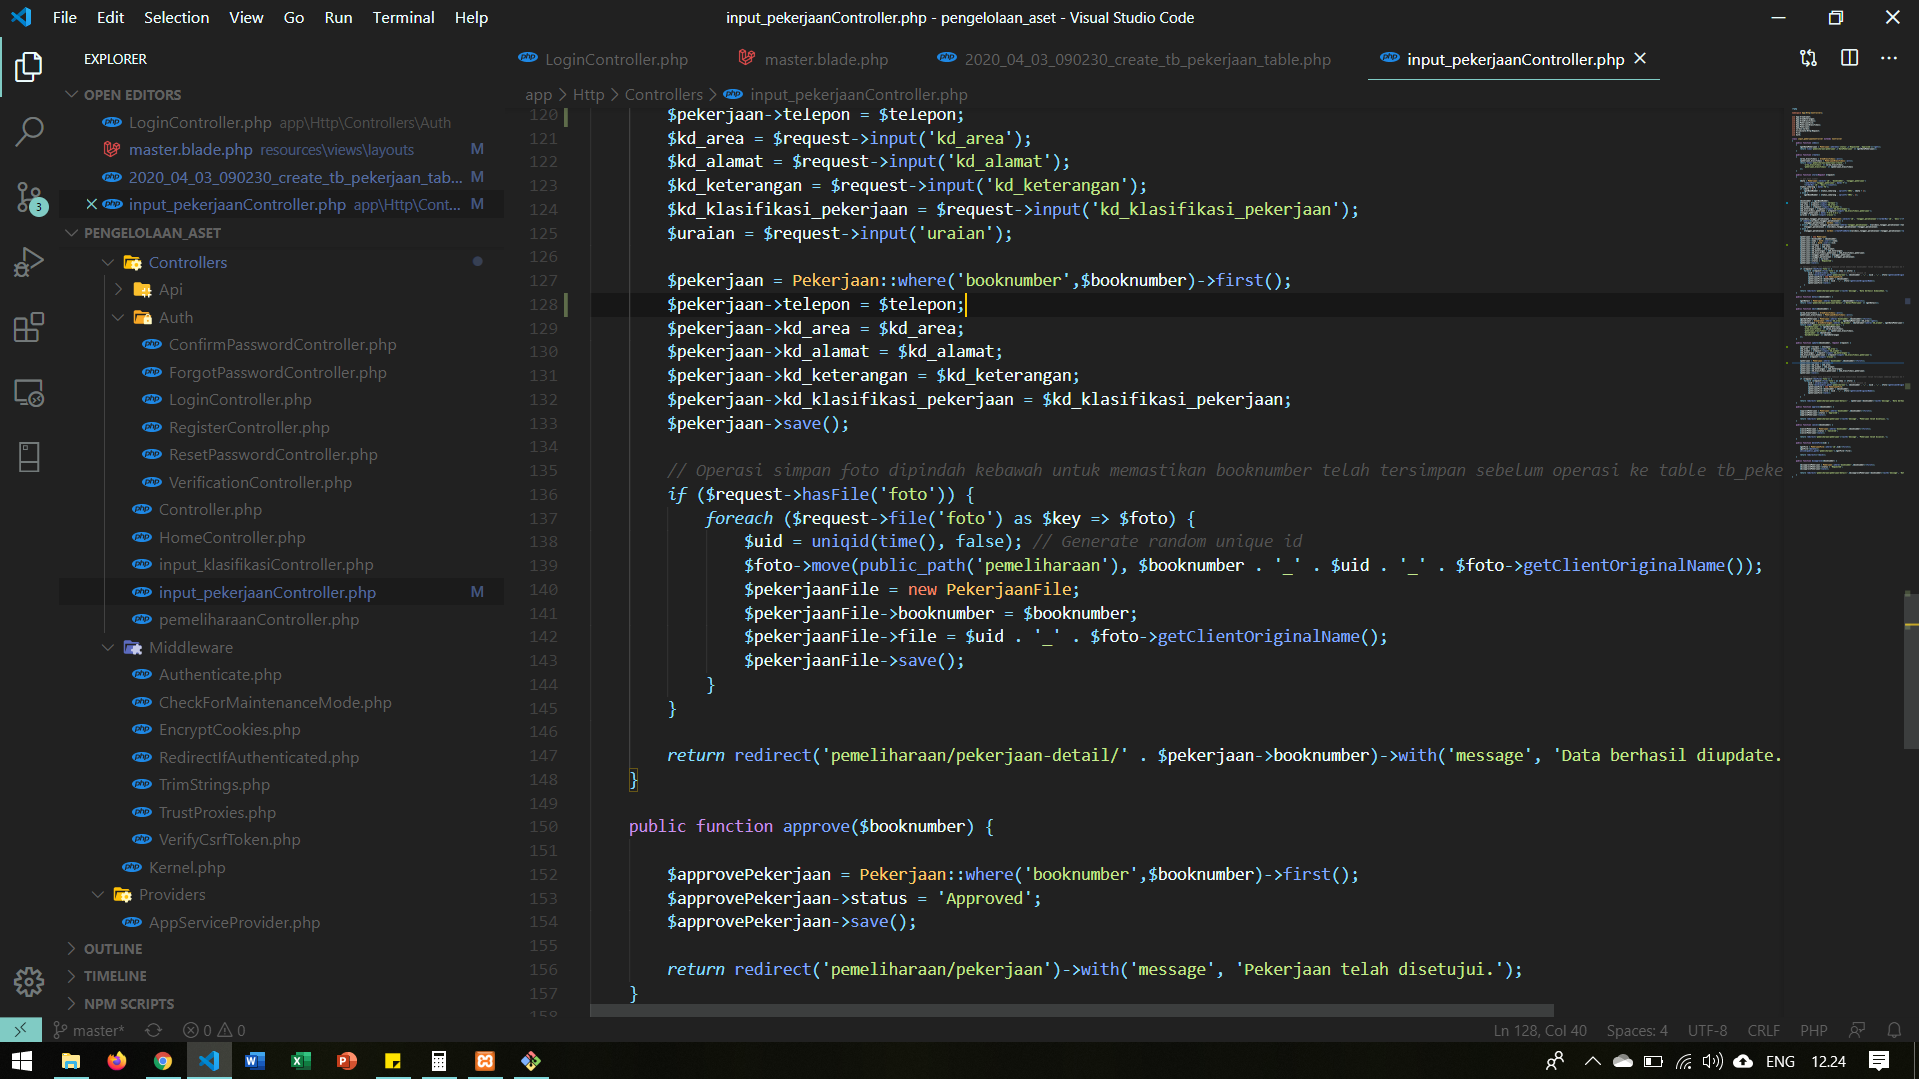 File Edit Selection View Go Run Terminal Help
input_pekerjaanController.php - pengelolaan_aset - Visual Studio Code
EXPLORER
LoginController.php
master.blade.php
2020_04_03_090230_create_tb_pekerjaan_table.php
input_pekerjaanController.php
OPEN EDITORS
LoginController.php app\Http\Controllers\Auth
master.blade.php resources\views\layouts M
2020_04_03_090230_create_tb_pekerjaan_tab... M
input_pekerjaanController.php app\Http\Cont... M
PENGELOLAAN_ASET
Controllers
Api
Auth
ConfirmPasswordController.php
ForgotPasswordController.php
LoginController.php
RegisterController.php
ResetPasswordController.php
VerificationController.php
Controller.php
HomeController.php
input_klasifikasiController.php
input_pekerjaanController.php M
pemeliharaanController.php
Middleware
Authenticate.php
CheckForMaintenanceMode.php
EncryptCookies.php
RedirectIfAuthenticated.php
TrimStrings.php
TrustProxies.php
VerifyCsrfToken.php
Kernel.php
Providers
AppServiceProvider.php
OUTLINE
TIMELINE
NPM SCRIPTS
3
app > Http > Controllers > input_pekerjaanController.php
120 $pekerjaan->telepon = $telepon;
121 $kd_area = $request->input('kd_area');
122 $kd_alamat = $request->input('kd_alamat');
123 $kd_keterangan = $request->input('kd_keterangan');
124 $kd_klasifikasi_pekerjaan = $request->input('kd_klasifikasi_pekerjaan');
125 $uraian = $request->input('uraian');
126
127 $pekerjaan = Pekerjaan::where('booknumber',$booknumber)->first();
128 $pekerjaan->telepon = $telepon;
129 $pekerjaan->kd_area = $kd_area;
130 $pekerjaan->kd_alamat = $kd_alamat;
131 $pekerjaan->kd_keterangan = $kd_keterangan;
132 $pekerjaan->kd_klasifikasi_pekerjaan = $kd_klasifikasi_pekerjaan;
133 $pekerjaan->save();
134
135 // Operasi simpan foto dipindah kebawah untuk memastikan booknumber telah tersimpan sebelum operasi ke table tb_peke
136 if ($request->hasFile('foto')) {
137 foreach ($request->file('foto') as $key => $foto) {
138 $uid = uniqid(time(), false); // Generate random unique id
139 $foto->move(public_path('pemeliharaan'), $booknumber . '_' . $uid . '_' . $foto->getClientOriginalName());
140 $pekerjaanFile = new PekerjaanFile;
141 $pekerjaanFile->booknumber = $booknumber;
142 $pekerjaanFile->file = $uid . '_' . $foto->getClientOriginalName();
143 $pekerjaanFile->save();
144 }
145 }
146
147 return redirect('pemeliharaan/pekerjaan-detail/' . $pekerjaan->booknumber)->with('message', 'Data berhasil diupdate.
148 }
149
150 public function approve($booknumber) {
151
152 $approvePekerjaan = Pekerjaan::where('booknumber',$booknumber)->first();
153 $approvePekerjaan->status = 'Approved';
154 $approvePekerjaan->save();
155
156 return redirect('pemeliharaan/pekerjaan')->with('message', 'Pekerjaan telah disetujui.');
157 }
158
master* 0 0
Ln 128, Col 40 Spaces: 4 UTF-8 CRLF PHP
ENG 12.24